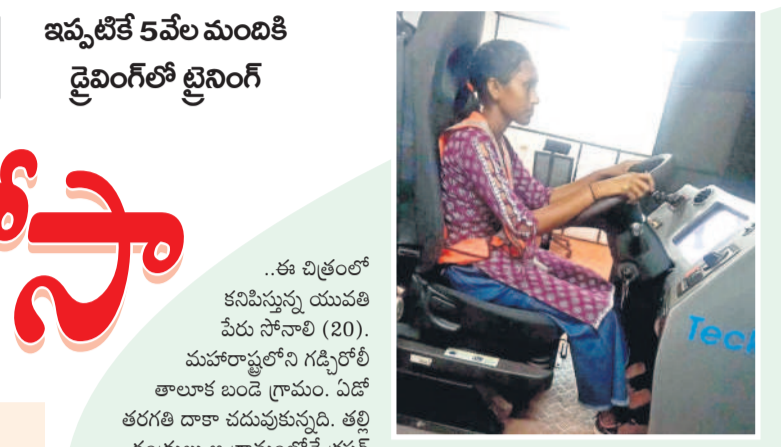 ఇప్పటికే 5వేల మందికి
డ్రైవింగ్‌లో ట్రైనింగ్
సా
..ఈ చిత్రంలో
కనిపిస్తున్న యువతి
పేరు సోనాలి (20).
మహారాష్ట్రలోని గడ్చిరోలీ
తాలూక బండె గ్రామం. ఏడో
తరగతి దాకా చదువుకున్నది. తల్లి
Tec